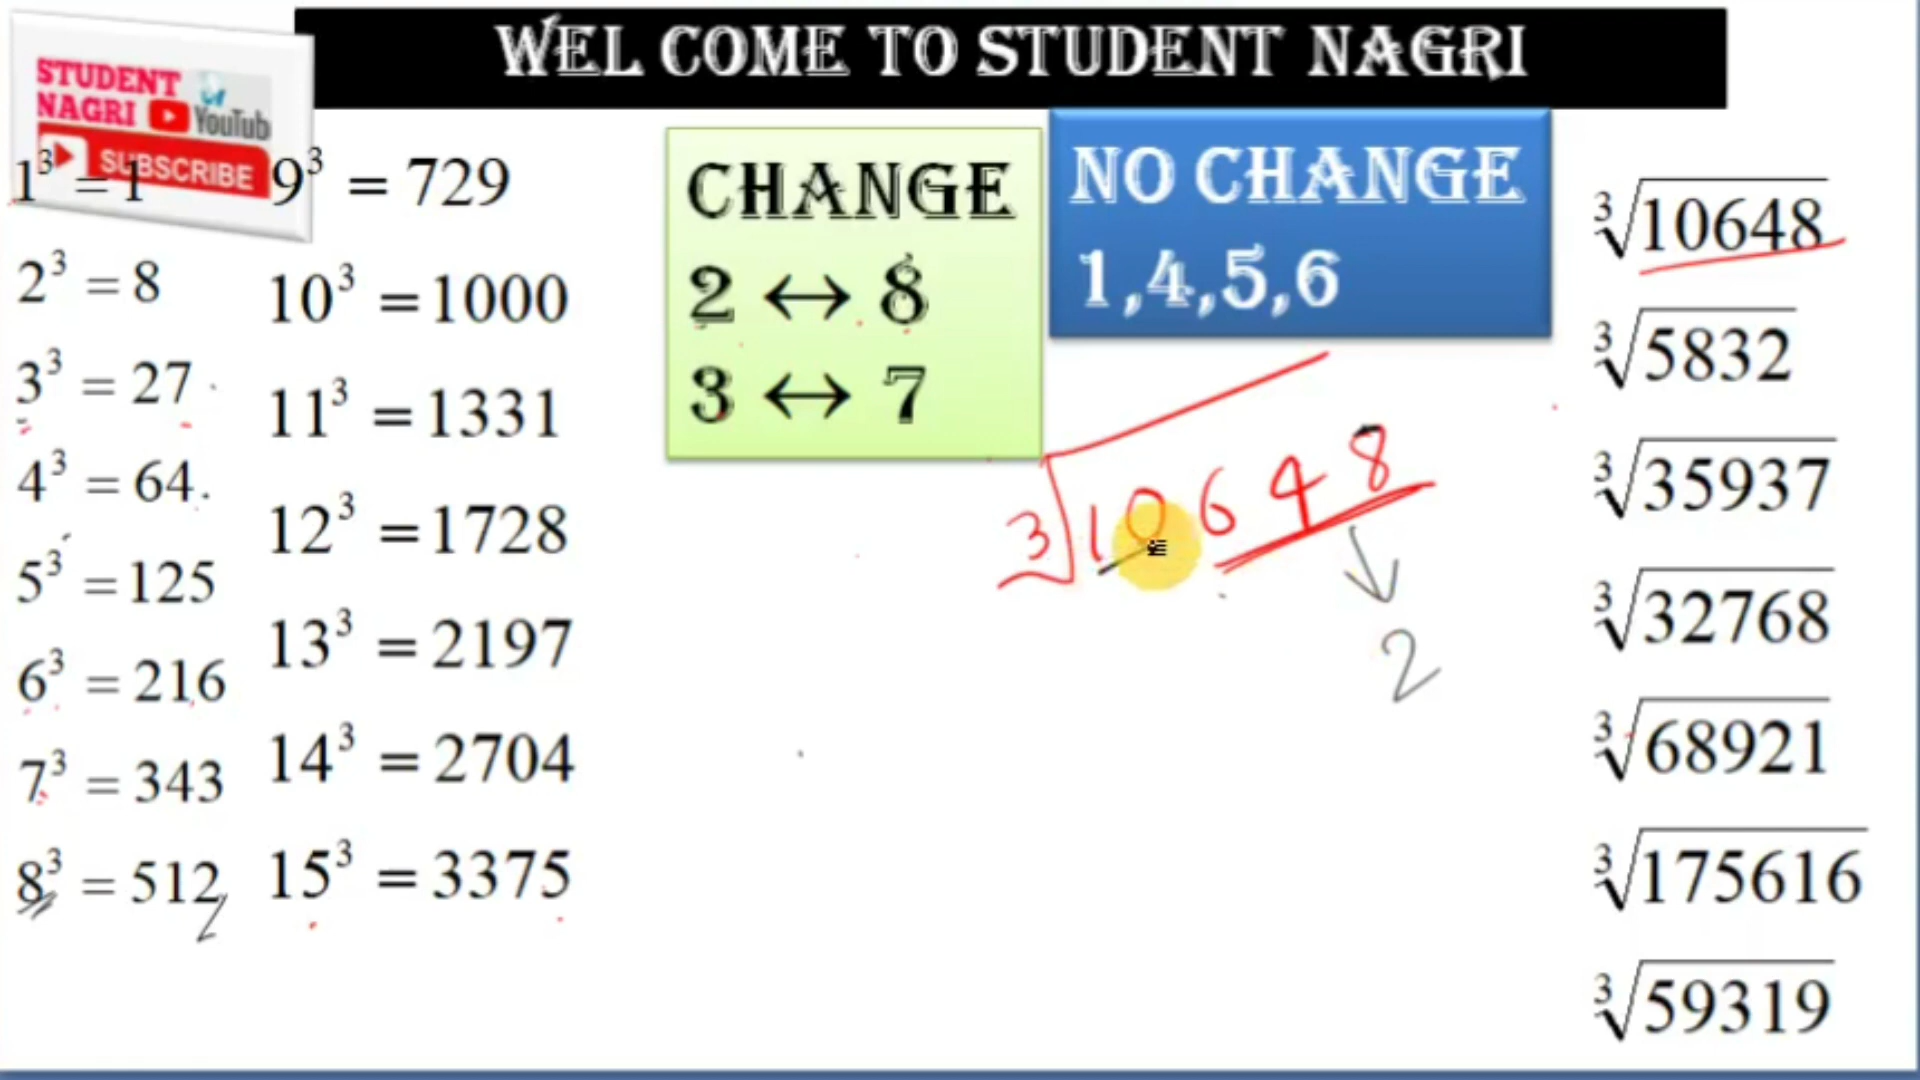 WEL COME TO STUDENT NAGRI
STUDENT
NAGRI YouTub
SUBSCRIBE
1³ = 1
2³ = 8
3³ = 27
4³ = 64
5³ = 125
6³ = 216
7³ = 343
8³ = 512
9³ = 729
10³ = 1000
11³ = 1331
12³ = 1728
13³ = 2197
14³ = 2704
15³ = 3375
CHANGE
2 ↔ 8
3 ↔ 7
NO CHANGE
1,4,5,6
3√10648
2
∛10648
∛5832
∛35937
∛32768
∛68921
∛175616
∛59319